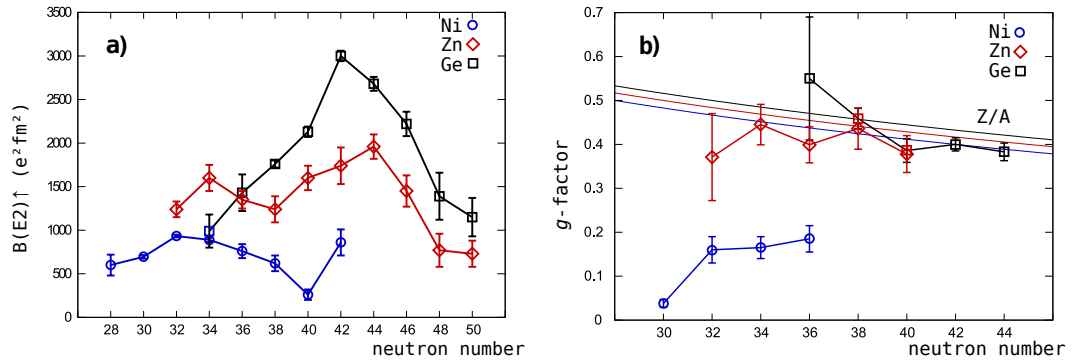 a)
Ni
Zn
Ge
B(E2)↑ (e²fm²)
3500
3000
2500
2000
1500
1000
500
0
28 30 32 34 36 38 40 42 44 46 48 50
neutron number
b)
Ni
Zn
Ge
Z/A
g-factor
0.7
0.6
0.5
0.4
0.3
0.2
0.1
0
30 32 34 36 38 40 42 44
neutron number